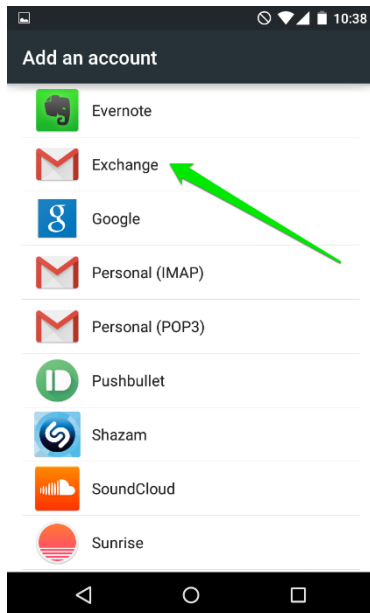 10:38
Add an account
Evernote
Exchange
Google
Personal (IMAP)
Personal (POP3)
Pushbullet
Shazam
SoundCloud
Sunrise